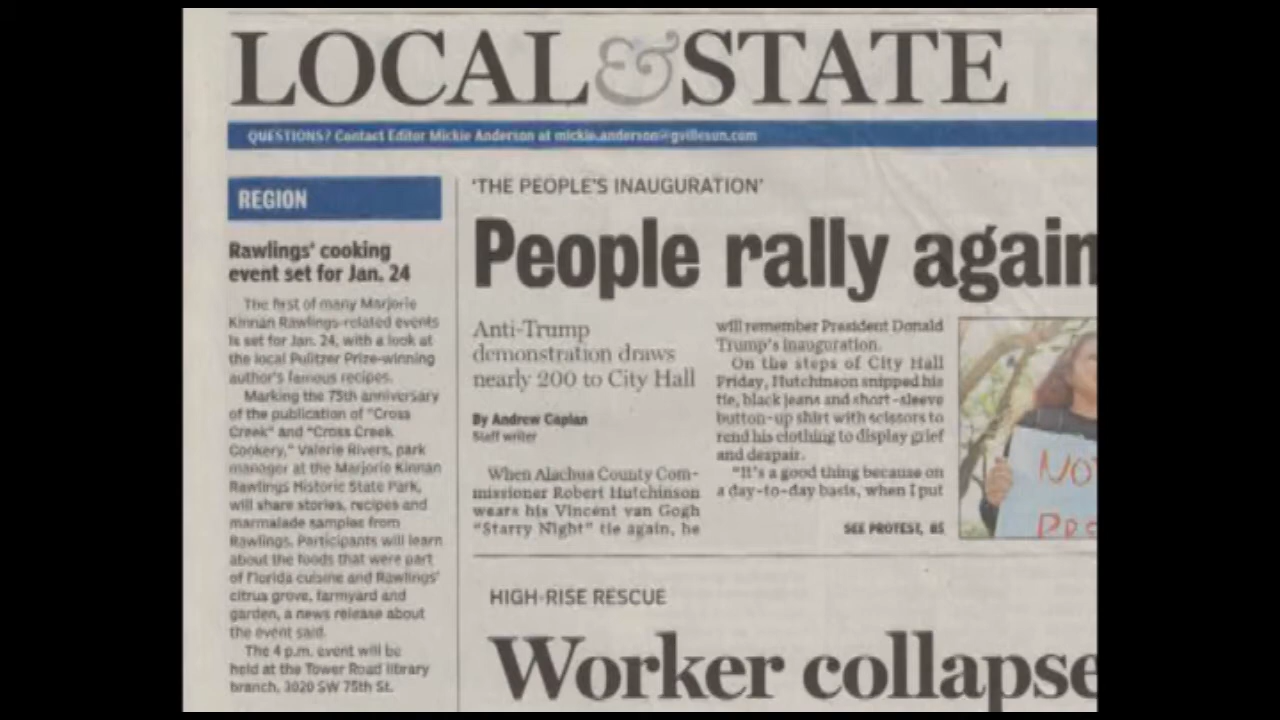 LOCAL & STATE
QUESTIONS? Contact Editor Mickie Anderson at mickie.anderson@gvillesun.com
REGION
Rawlings' cooking
event set for Jan. 24
The first of many Marjorie
Kinnan Rawlings-related events
is set for Jan. 24, with a look at
the local Pulitzer Prize-winning
author's famous recipes.
Marking the 75th anniversary
of the publication of "Cross
Creek" and "Cross Creek
Cookery," Valerie Rivers, park
manager at the Marjorie Kinnan
Rawlings Historic State Park,
will share stories, recipes and
marmalade samples from
Rawlings. Participants will learn
about the foods that were part
of Florida cuisine and Rawlings'
citrus grove, farmyard and
garden, a news release about
the event said.
The 4 p.m. event will be
held at the Tower Road library
branch, 3020 SW 75th St.
'THE PEOPLE'S INAUGURATION'
People rally again
Anti-Trump
demonstration draws
nearly 200 to City Hall
By Andrew Caplan
Staff writer
When Alachua County Com-
missioner Robert Hutchinson
wears his Vincent van Gogh
"Starry Night" tie again, he
will remember President Donald
Trump's inauguration.
On the steps of City Hall
Friday, Hutchinson snipped his
tie, black jeans and short-sleeve
button-up shirt with scissors to
rend his clothing to display grief
and despair.
"It's a good thing because on
a day-to-day basis, when I put
SEE PROTEST, B5
NO
HIGH-RISE RESCUE
Worker collapse